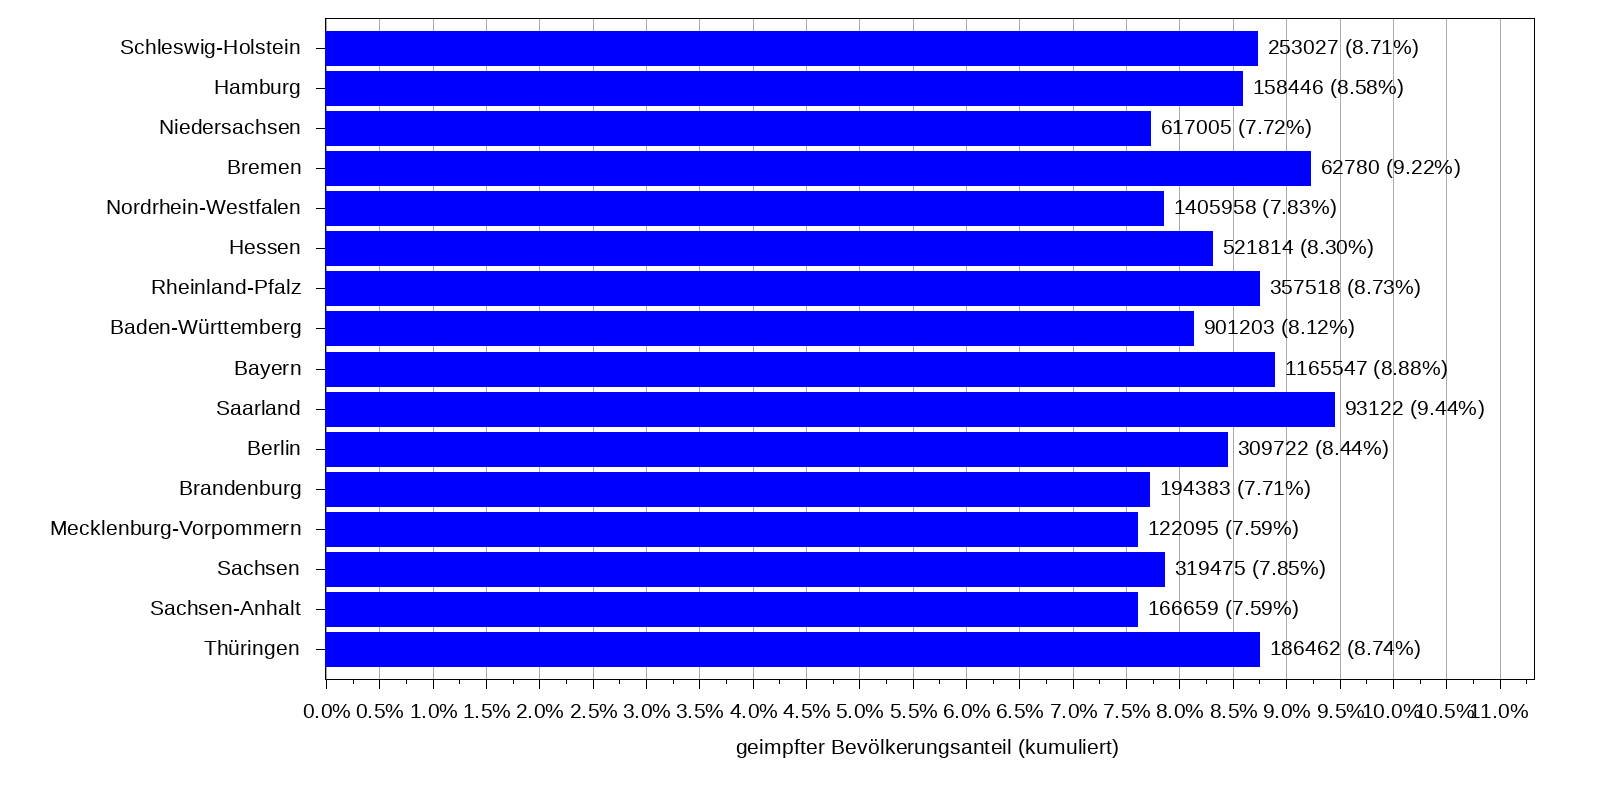 Schleswig-Holstein 253027 (8.71%)
Hamburg 158446 (8.58%)
Niedersachsen 617005 (7.72%)
Bremen 62780 (9.22%)
Nordrhein-Westfalen 1405958 (7.83%)
Hessen 521814 (8.30%)
Rheinland-Pfalz 357518 (8.73%)
Baden-Württemberg 901203 (8.12%)
Bayern 1165547 (8.88%)
Saarland 93122 (9.44%)
Berlin 309722 (8.44%)
Brandenburg 194383 (7.71%)
Mecklenburg-Vorpommern 122095 (7.59%)
Sachsen 319475 (7.85%)
Sachsen-Anhalt 166659 (7.59%)
Thüringen 186462 (8.74%)
0.0% 0.5% 1.0% 1.5% 2.0% 2.5% 3.0% 3.5% 4.0% 4.5% 5.0% 5.5% 6.0% 6.5% 7.0% 7.5% 8.0% 8.5% 9.0% 9.5% 10.0% 10.5% 11.0%
geimpfter Bevölkerungsanteil (kumuliert)